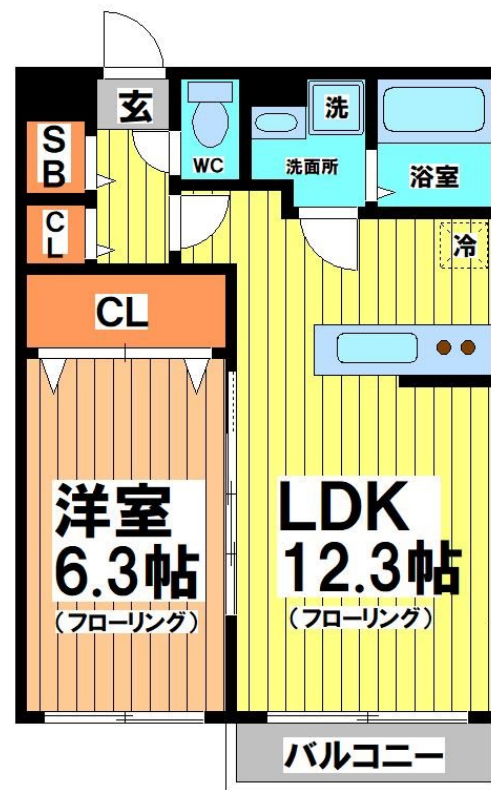 玄
洗
SB
WC
洗面所
浴室
CL
冷
CL
洋室
6.3帖
(フローリング)
LDK
12.3帖
(フローリング)
バルコニー